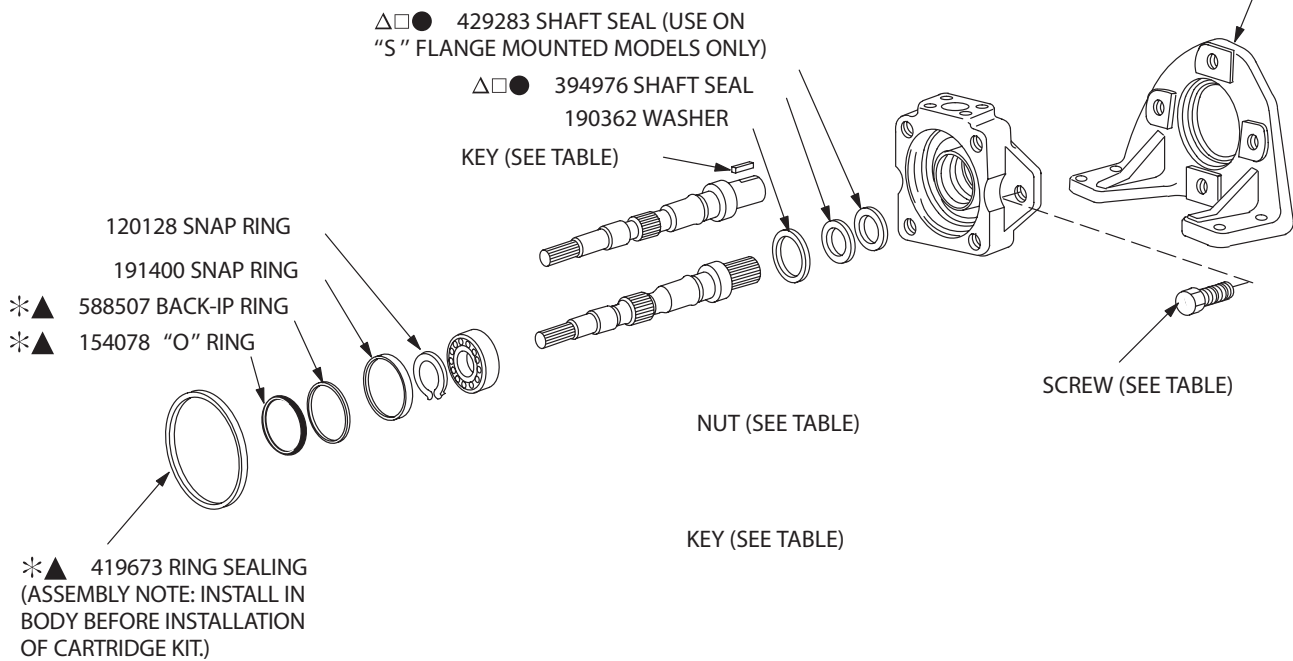 △□● 429283 SHAFT SEAL (USE ON
“S” FLANGE MOUNTED MODELS ONLY)
△□● 394976 SHAFT SEAL
190362 WASHER
KEY (SEE TABLE)
120128 SNAP RING
191400 SNAP RING
✳▲ 588507 BACK-IP RING
✳▲ 154078 “O” RING
SCREW (SEE TABLE)
NUT (SEE TABLE)
KEY (SEE TABLE)
✳▲ 419673 RING SEALING
(ASSEMBLY NOTE: INSTALL IN
BODY BEFORE INSTALLATION
OF CARTRIDGE KIT.)